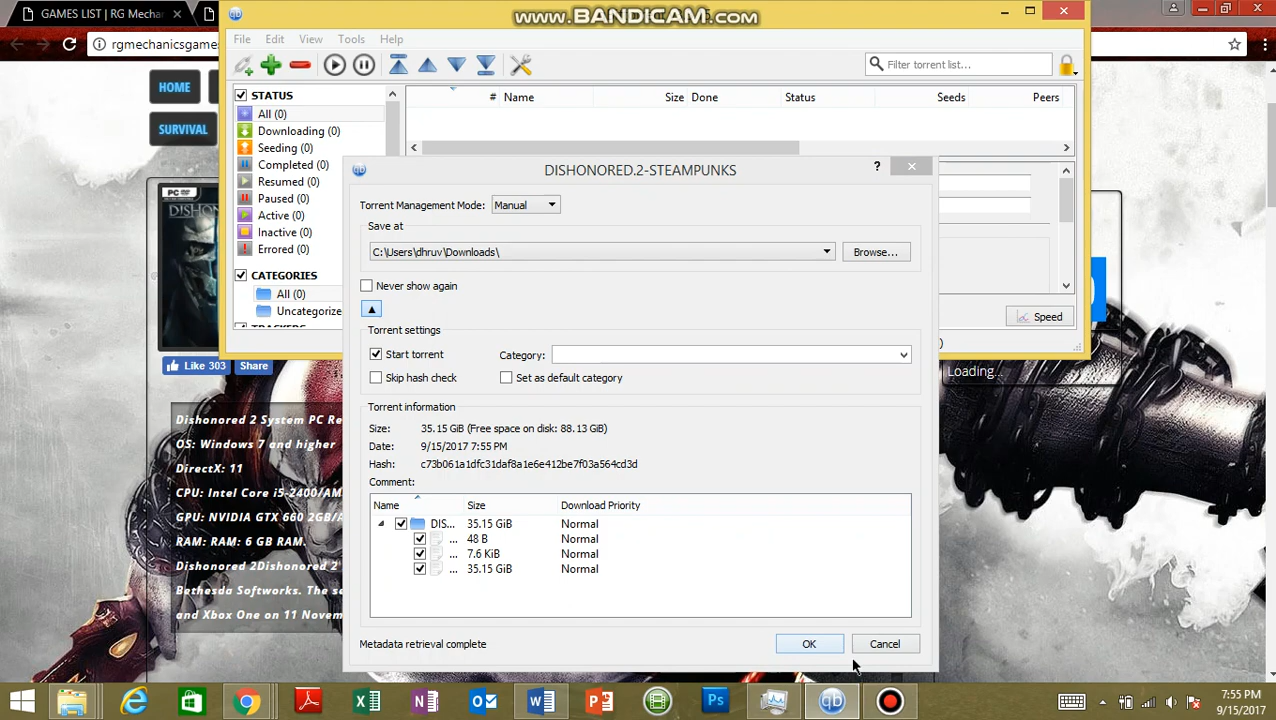 GAMES LIST | RG Mechan
www.BANDICAM.com
rgmechanicsgames
File Edit View Tools Help
Filter torrent list...
HOME
SURVIVAL
STATUS
All (0)
Downloading (0)
Seeding (0)
Completed (0)
Resumed (0)
Paused (0)
Active (0)
Inactive (0)
Errored (0)
CATEGORIES
All (0)
Uncategorize
# Name Size Done Status Seeds Peers
Speed
DISHONORED.2-STEAMPUNKS
?
Torrent Management Mode: Manual
Save at
C:\Users\dhruv\Downloads\
Browse...
Never show again
Torrent settings
Start torrent
Category:
Skip hash check
Set as default category
Torrent information
Size: 35.15 GiB (Free space on disk: 88.13 GiB)
Date: 9/15/2017 7:55 PM
Hash: c73b061a1dfc31daf8a1e6e412be7f03a564cd3d
Comment:
Name Size Download Priority
DIS... 35.15 GiB Normal
... 48 B Normal
... 7.6 KiB Normal
... 35.15 GiB Normal
Metadata retrieval complete
OK
Cancel
PC DVD
DISHON
Like 303
Share
Loading...
Dishonored 2 System PC Re
OS: Windows 7 and higher
DirectX: 11
CPU: Intel Core i5-2400/AM
GPU: NVIDIA GTX 660 2GB/A
RAM: RAM: 6 GB RAM.
Dishonored 2Dishonored 2
Bethesda Softworks. The se
and Xbox One on 11 Novem
7:55 PM
9/15/2017